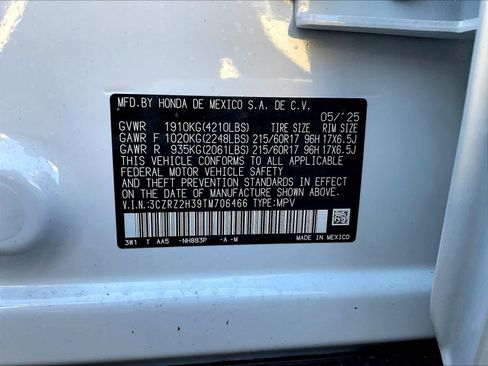 MFD.BY HONDA DE MEXICO S.A. DE C.V.
05/'25
GVWR 1910KG(4210LBS) TIRE SIZE RIM SIZE
GAWR F 1020KG(2248LBS) 215/60R17 96H 17X6.5J
GAWR R 935KG(2061LBS) 215/60R17 96H 17X6.5J
THIS VEHICLE CONFORMS TO ALL APPLICABLE
FEDERAL MOTOR VEHICLE SAFETY AND
THEFT PREVENTION STANDARDS IN EFFECT ON
THE DATE OF MANUFACTURE SHOWN ABOVE.
V.I.N.:3CZRZ2H39TM706466 TYPE:MPV
3W1 T AA5 -NH883P -A -M
MADE IN MEXICO